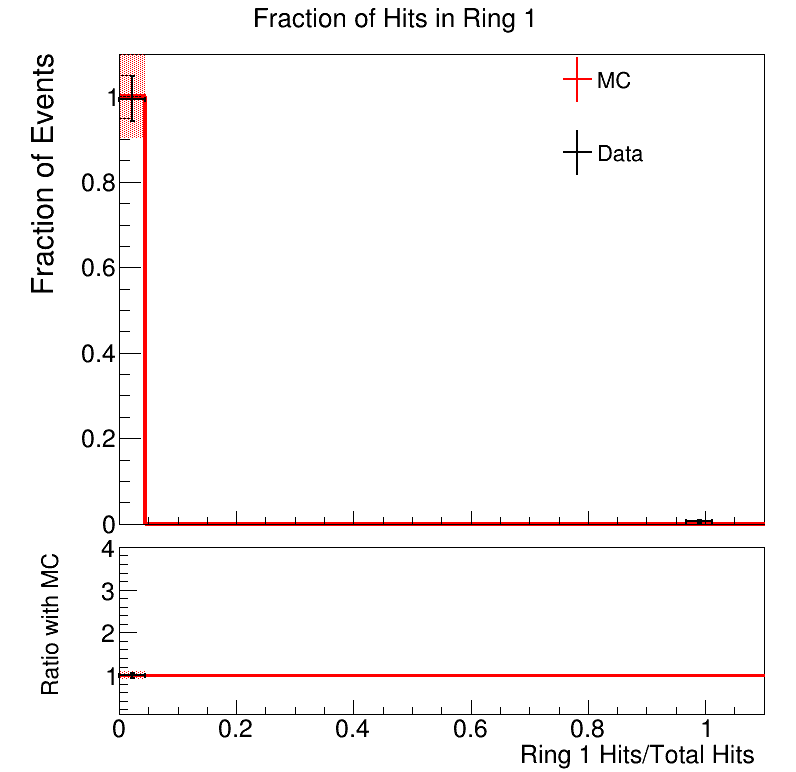 Fraction of Hits in Ring 1
Fraction of Events
1
0.8
0.6
0.4
0.2
0
MC
Data
Ratio with MC
4
3
2
1
0 0.2 0.4 0.6 0.8 1
Ring 1 Hits/Total Hits